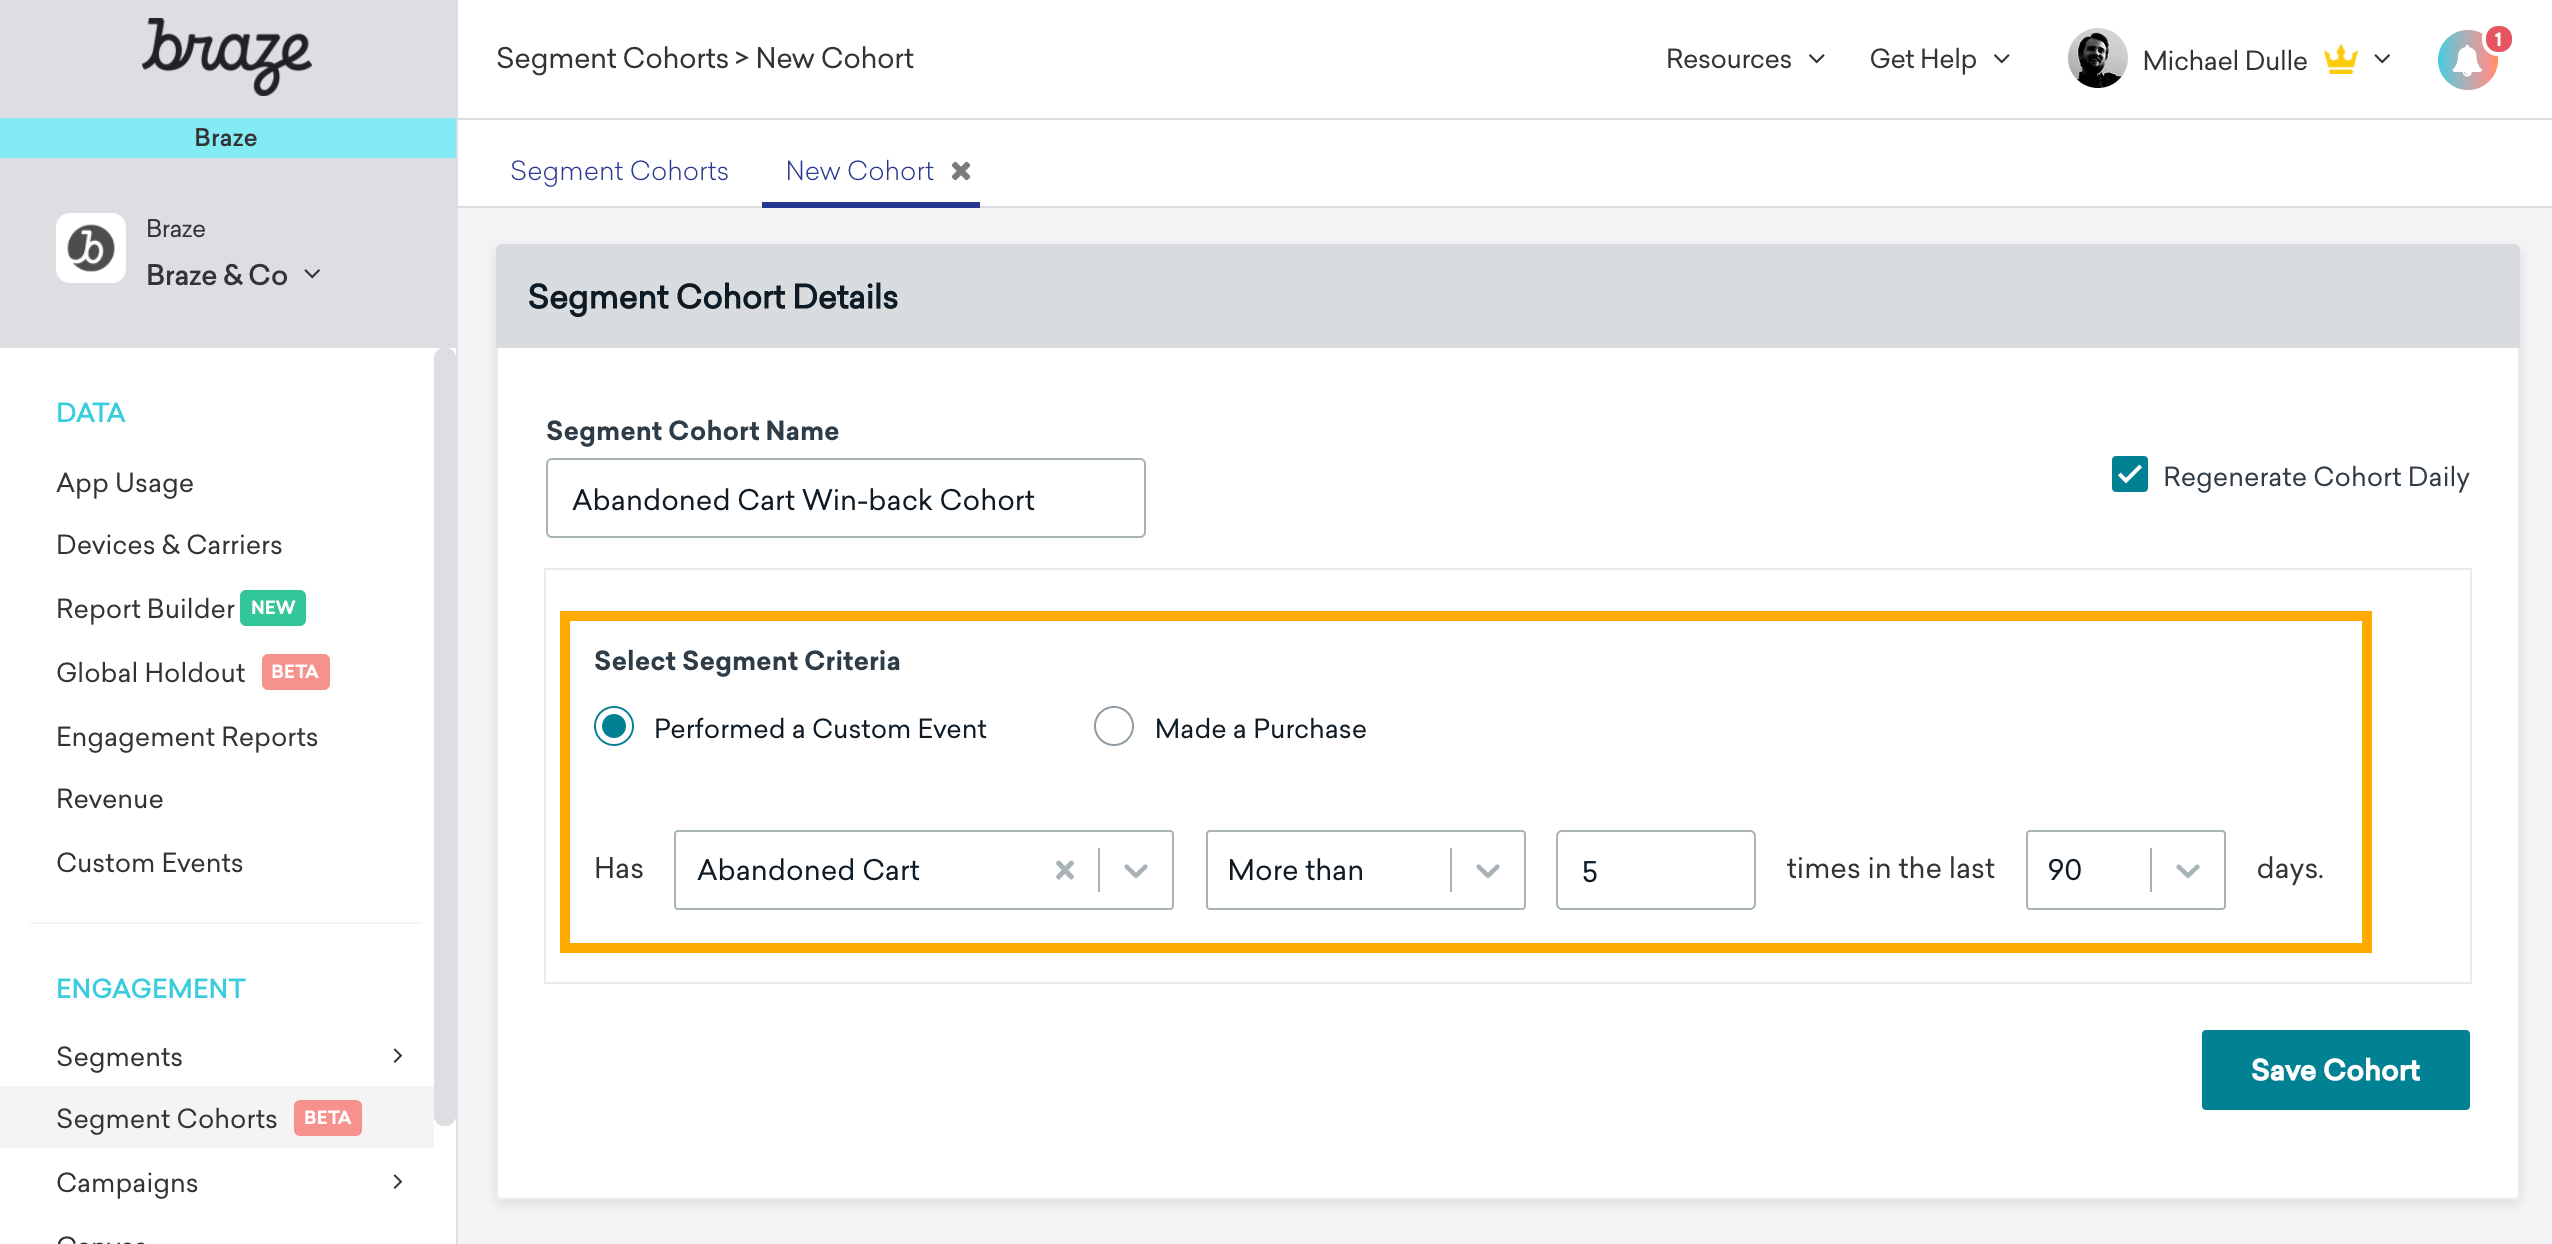 braze
Braze
Braze
Braze & Co
DATA
App Usage
Devices & Carriers
Report Builder NEW
Global Holdout BETA
Engagement Reports
Revenue
Custom Events
ENGAGEMENT
Segments
Segment Cohorts BETA
Campaigns
Segment Cohorts > New Cohort
Resources Get Help Michael Dulle 1
Segment Cohorts New Cohort
Segment Cohort Details
Segment Cohort Name
Abandoned Cart Win-back Cohort
Regenerate Cohort Daily
Select Segment Criteria
Performed a Custom Event Made a Purchase
Has Abandoned Cart More than 5 times in the last 90 days.
Save Cohort